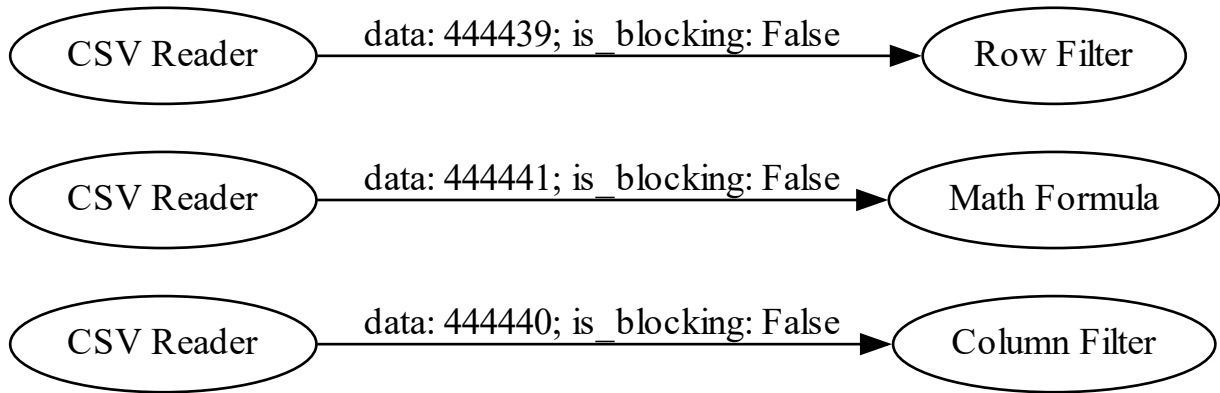 CSV Reader data: 444439; is_blocking: False Row Filter
CSV Reader data: 444441; is_blocking: False Math Formula
CSV Reader data: 444440; is_blocking: False Column Filter